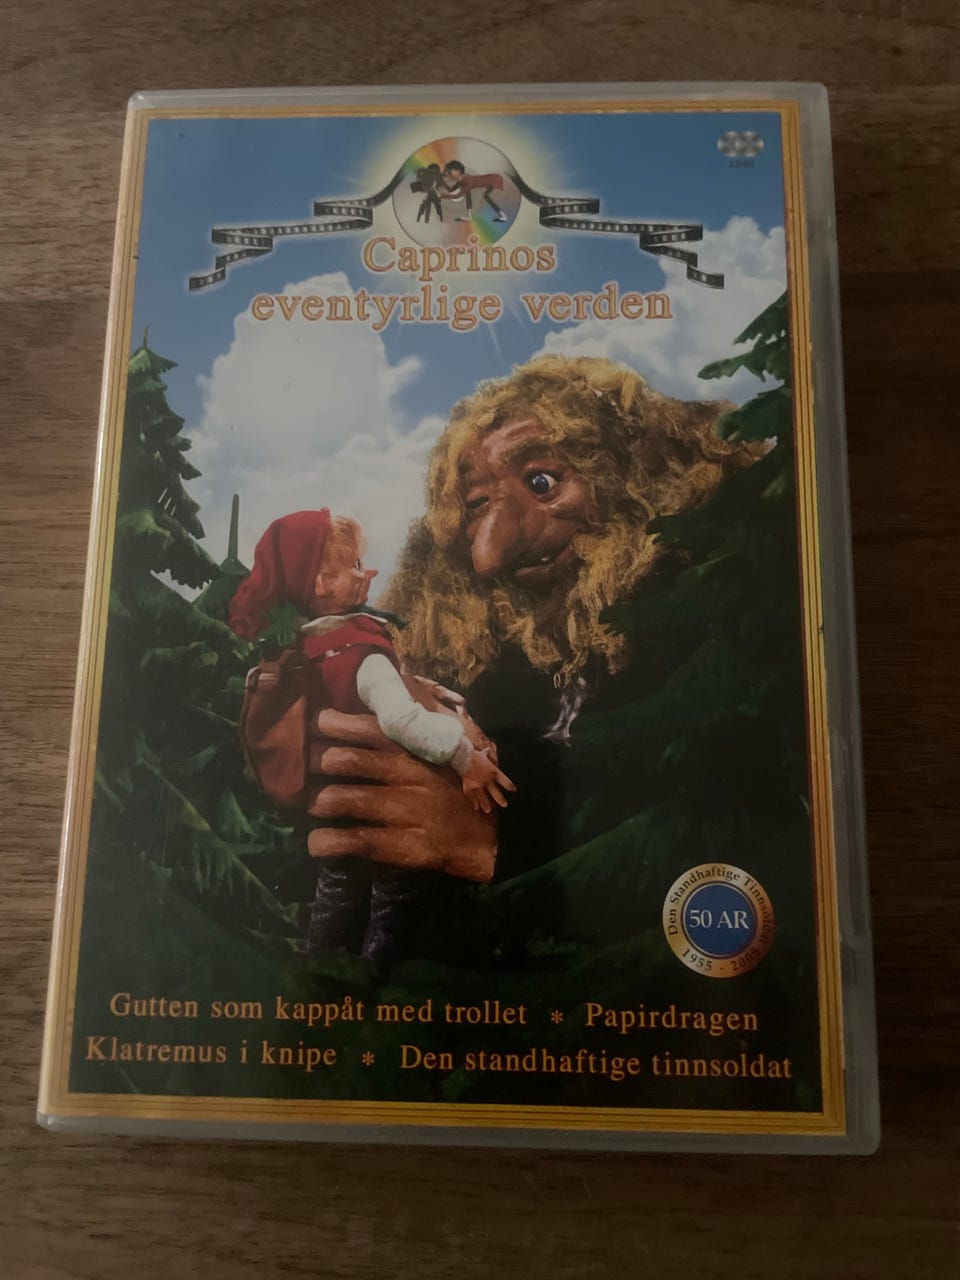 Caprinos
eventyrlige verden
Den Standhaftige Tinnsoldat
50 AR
1955 - 2005
Gutten som kappåt med trollet * Papirdragen
Klatremus i knipe * Den standhaftige tinnsoldat